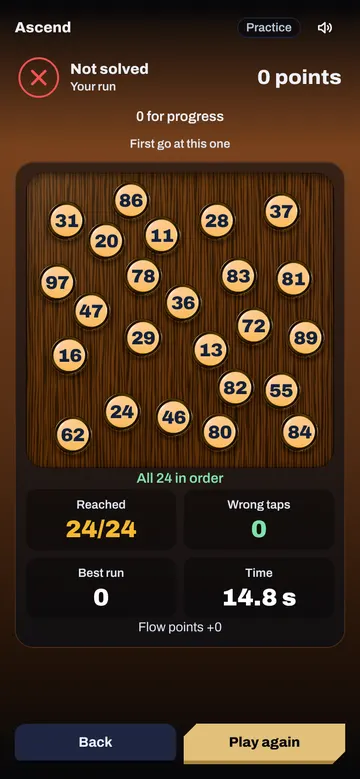 Ascend
Practice
Not solved
Your run
0 points
0 for progress
First go at this one
86
31
28
37
20
11
97
78
83
81
47
36
29
72
89
16
13
82
55
24
46
62
80
84
All 24 in order
Reached
Wrong taps
24/24
0
Best run
Time
0
14.8 s
Flow points +0
Back
Play again